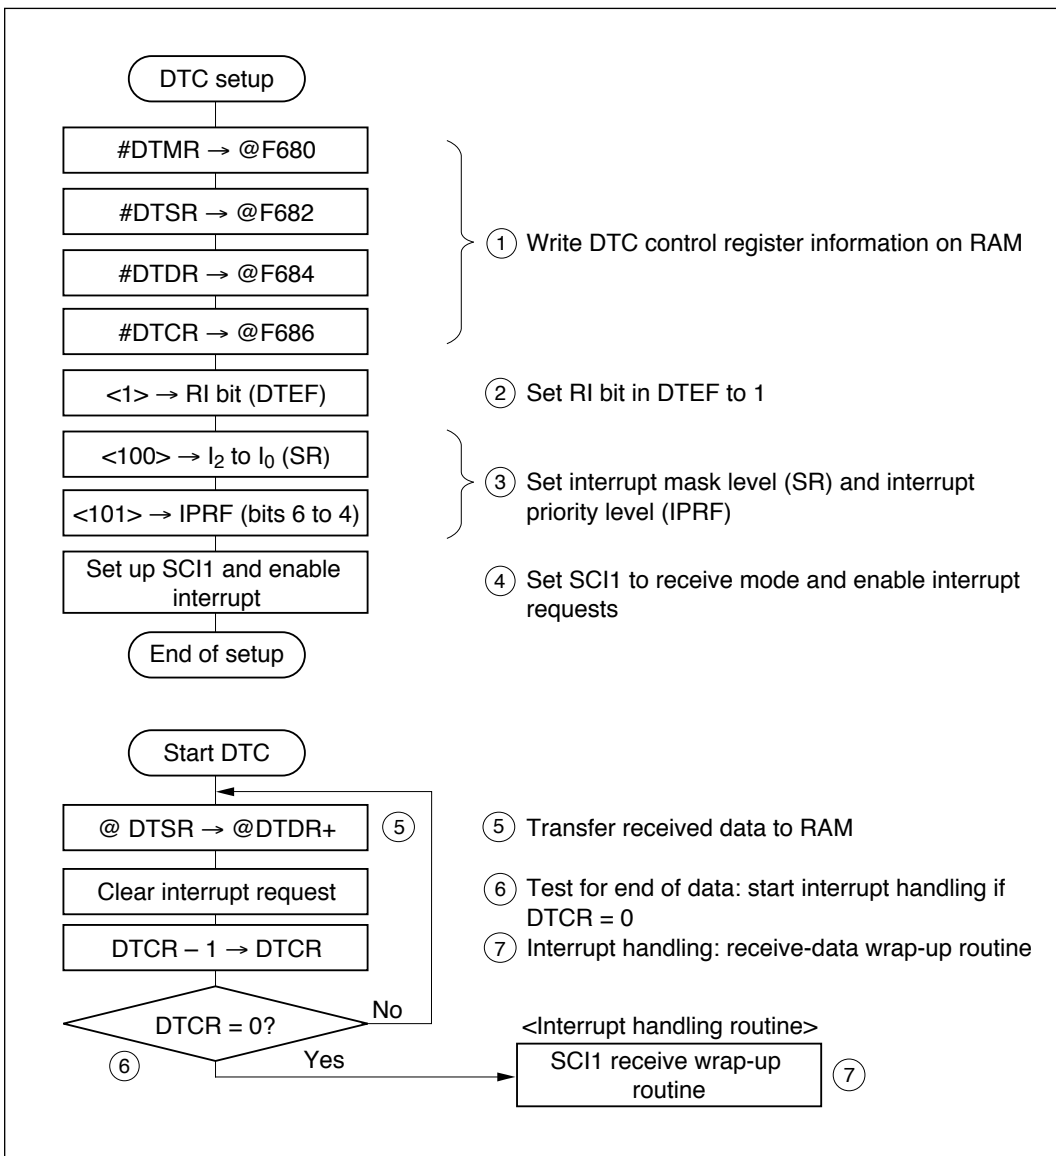 DTC setup
#DTMR → @F680
#DTSR → @F682
① Write DTC control register information on RAM
#DTDR → @F684
#DTCR → @F686
<1> → RI bit (DTEF)
② Set RI bit in DTEF to 1
<100> → I₂ to I₀ (SR)
③ Set interrupt mask level (SR) and interrupt
priority level (IPRF)
<101> → IPRF (bits 6 to 4)
Set up SCI1 and enable
interrupt
④ Set SCI1 to receive mode and enable interrupt
requests
End of setup
Start DTC
@ DTSR → @DTDR+
⑤
⑤ Transfer received data to RAM
Clear interrupt request
⑥ Test for end of data: start interrupt handling if
DTCR = 0
DTCR – 1 → DTCR
⑦ Interrupt handling: receive-data wrap-up routine
DTCR = 0?
No
⑥
Yes
<Interrupt handling routine>
SCI1 receive wrap-up
routine
⑦